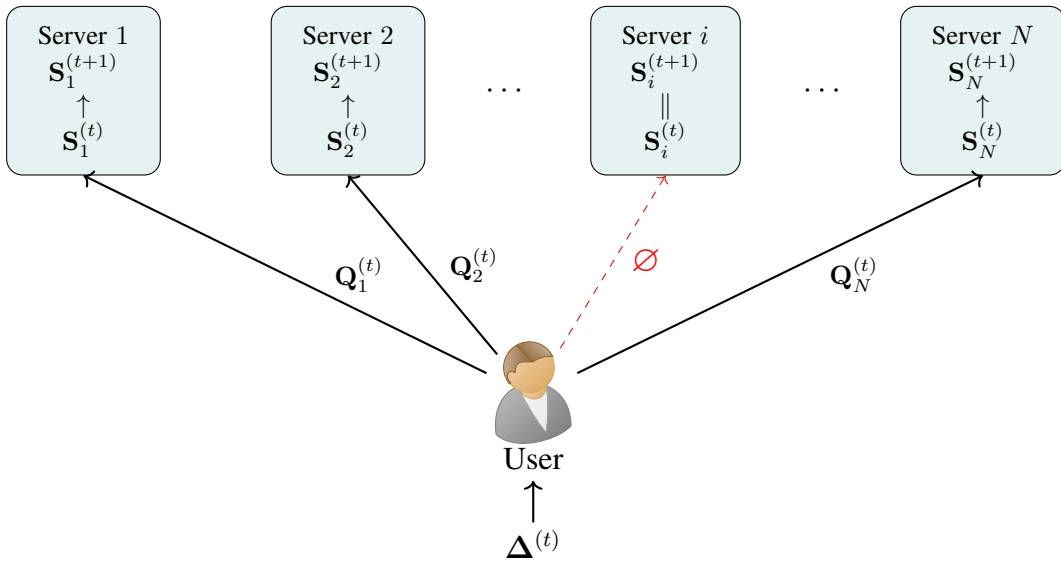 Server 1
S_1^{(t+1)}
↑
S_1^{(t)}
Server 2
S_2^{(t+1)}
↑
S_2^{(t)}
...
Server i
S_i^{(t+1)}
||
S_i^{(t)}
...
Server N
S_N^{(t+1)}
↑
S_N^{(t)}
Q_1^{(t)}
Q_2^{(t)}
∅
Q_N^{(t)}
User
Δ^{(t)}